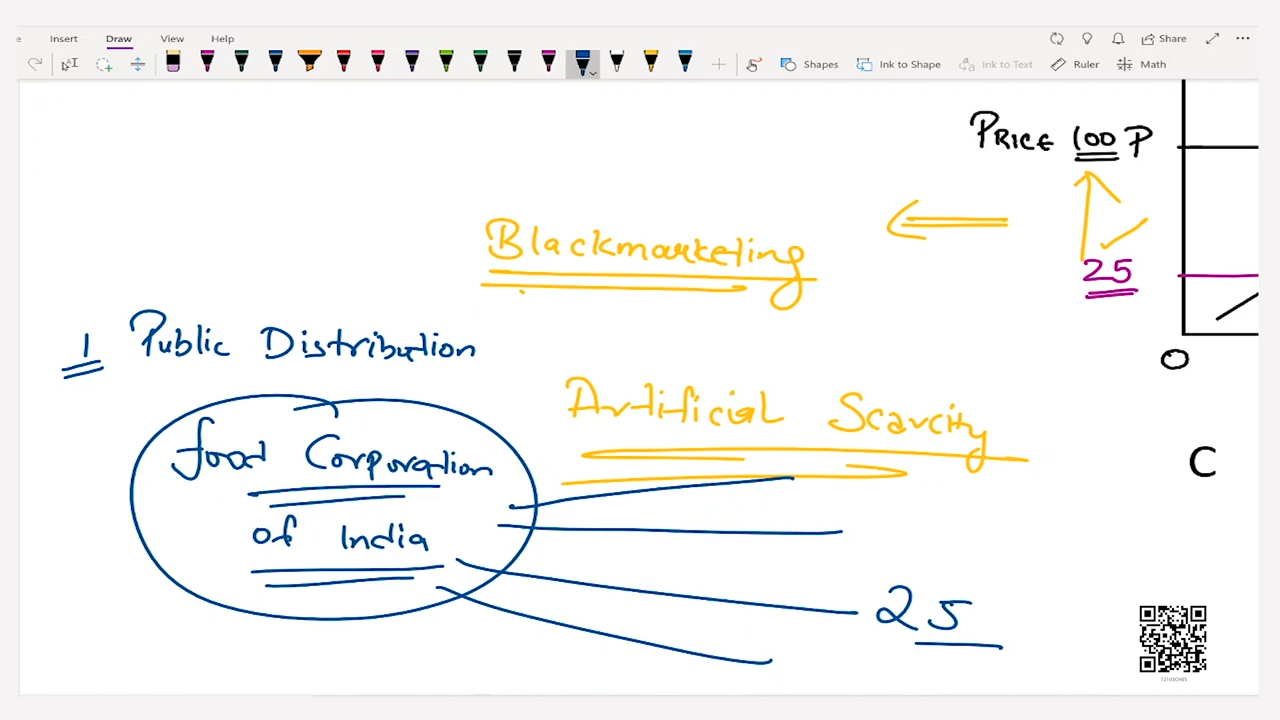 Insert Draw View Help Share
Shapes Ink to Shape Ink to Text Ruler Math
PRICE 100 P
Blackmarketing
25
1 Public Distribution
O
Artificial Scarcity
food Corporation
of India
C
25
12103CH05